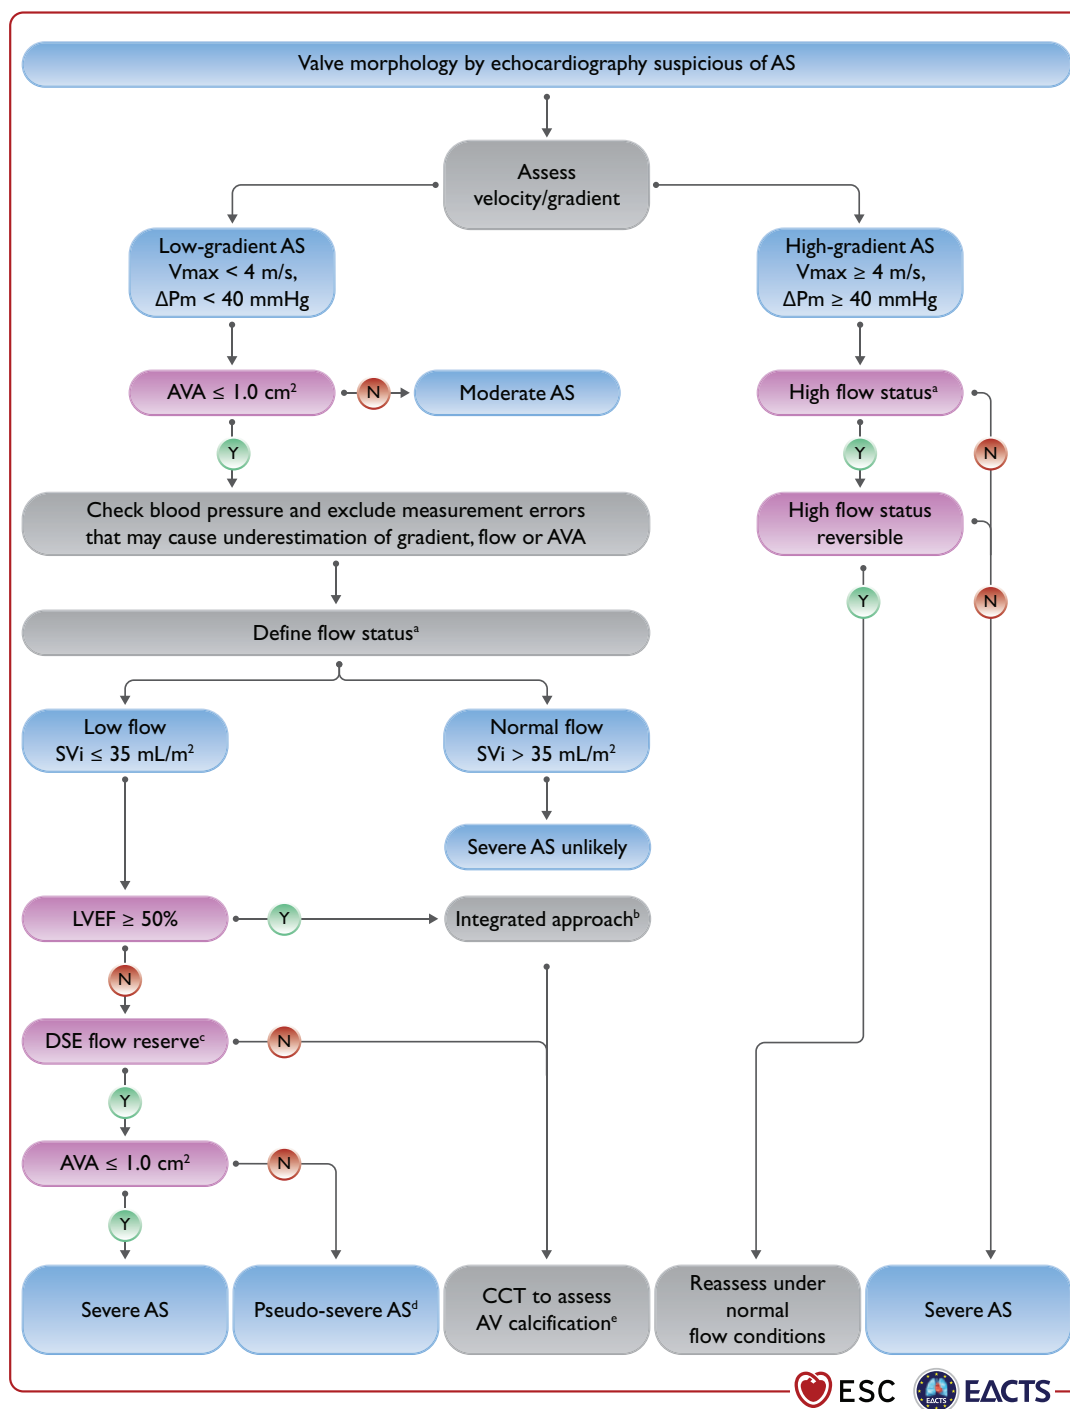 Valve morphology by echocardiography suspicious of AS
Assess
velocity/gradient
Low-gradient AS
Vmax < 4 m/s,
ΔPm < 40 mmHg
High-gradient AS
Vmax ≥ 4 m/s,
ΔPm ≥ 40 mmHg
AVA ≤ 1.0 cm²
N
Moderate AS
High flow statusᵃ
Y
Y
N
Check blood pressure and exclude measurement errors
that may cause underestimation of gradient, flow or AVA
High flow status
reversible
Y
N
Define flow statusᵃ
Low flow
SVi ≤ 35 mL/m²
Normal flow
SVi > 35 mL/m²
Severe AS unlikely
LVEF ≥ 50%
Y
Integrated approachᵇ
N
DSE flow reserveᶜ
N
Y
AVA ≤ 1.0 cm²
N
Y
Severe AS
Pseudo-severe ASᵈ
CCT to assess
AV calcificationᵉ
Reassess under
normal
flow conditions
Severe AS
ESC
EACTS
EΔCTS